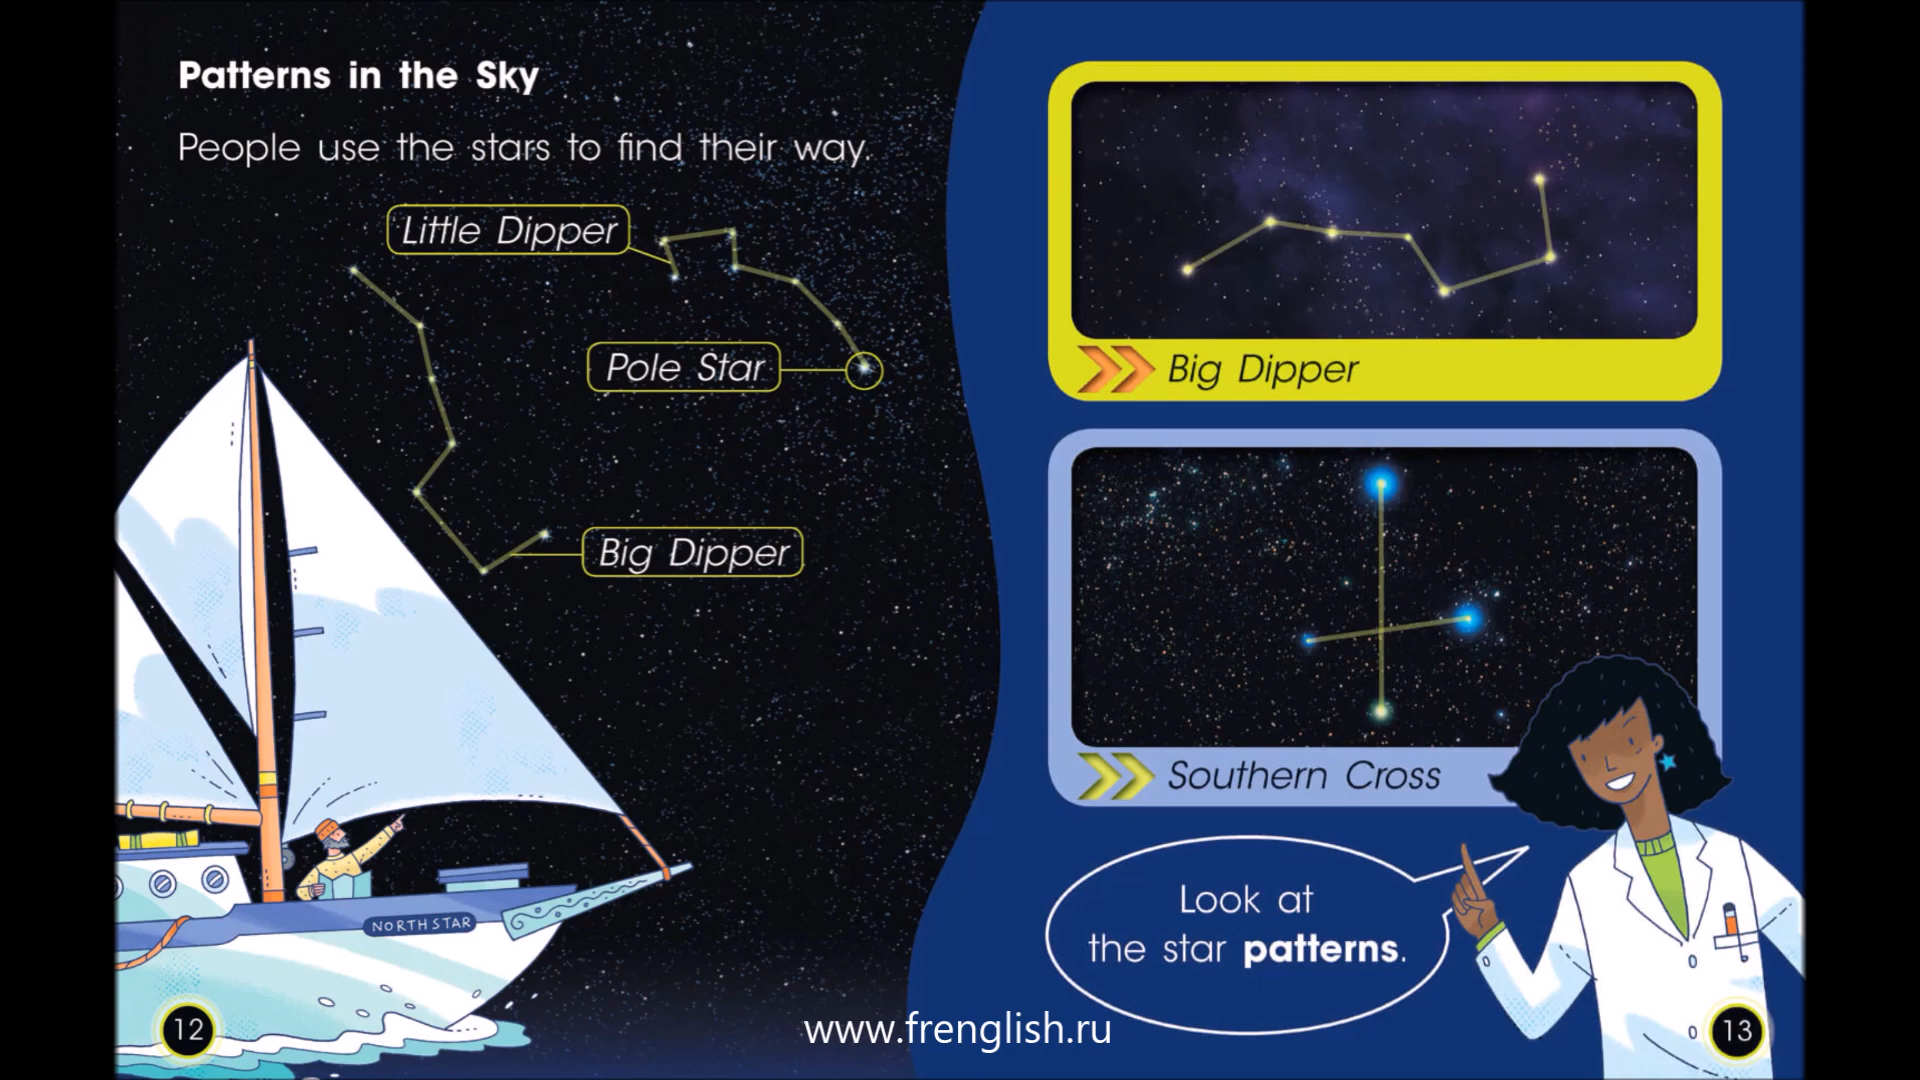 Patterns in the Sky
People use the stars to find their way.
Little Dipper
Pole Star
Big Dipper
NORTH STAR
12
Big Dipper
Southern Cross
Look at
the star patterns.
13
www.frenglish.ru